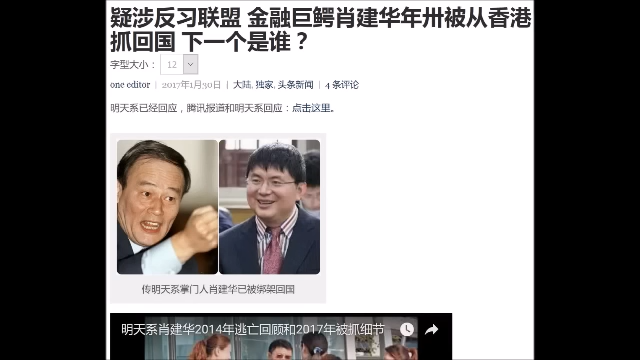 疑涉反习联盟 金融巨鳄肖建华年卅被从香港
抓回国 下一个是谁？
字型大小： 12
one editor | 2017年1月30日 | 大陆, 独家, 头条新闻 | 4 条评论
明天系已经回应，腾讯报道和明天系回应：点击这里。
传明天系掌门人肖建华已被绑架回国
明天系肖建华2014年逃亡回顾和2017年被抓细节